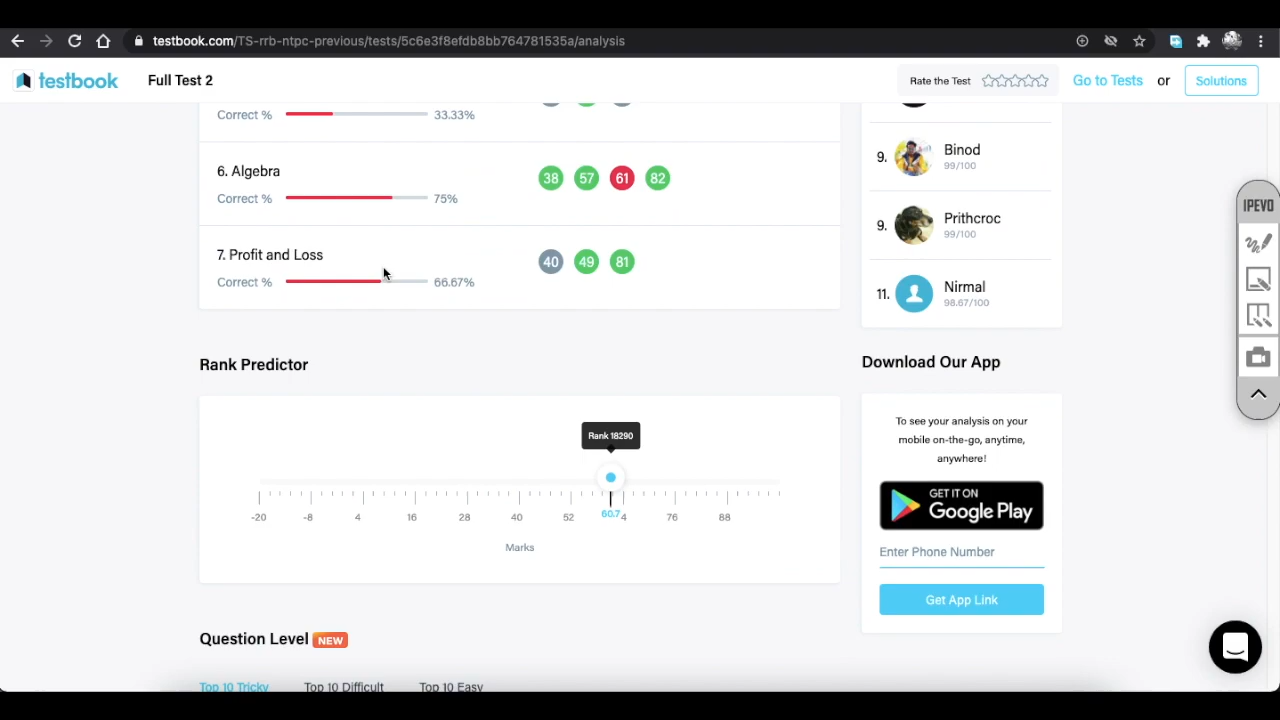 testbook.com/TS-rrb-ntpc-previous/tests/5c6e3f8efdb8bb764781535a/analysis
testbook
Full Test 2
Rate the Test
Go to Tests or Solutions
Correct % 33.33%
6. Algebra
38 57 61 82
Correct % 75%
7. Profit and Loss
40 49 81
Correct % 66.67%
9. Binod
99/100
9. Prithcroc
99/100
11. Nirmal
98.67/100
IPEVO
Rank Predictor
Rank 18290
-20 -8 4 16 28 40 52 60.7 4 76 88
Marks
Download Our App
To see your analysis on your
mobile on-the-go, anytime,
anywhere!
GET IT ON
Google Play
Enter Phone Number
Get App Link
Question Level NEW
Top 10 Tricky Top 10 Difficult Top 10 Easy